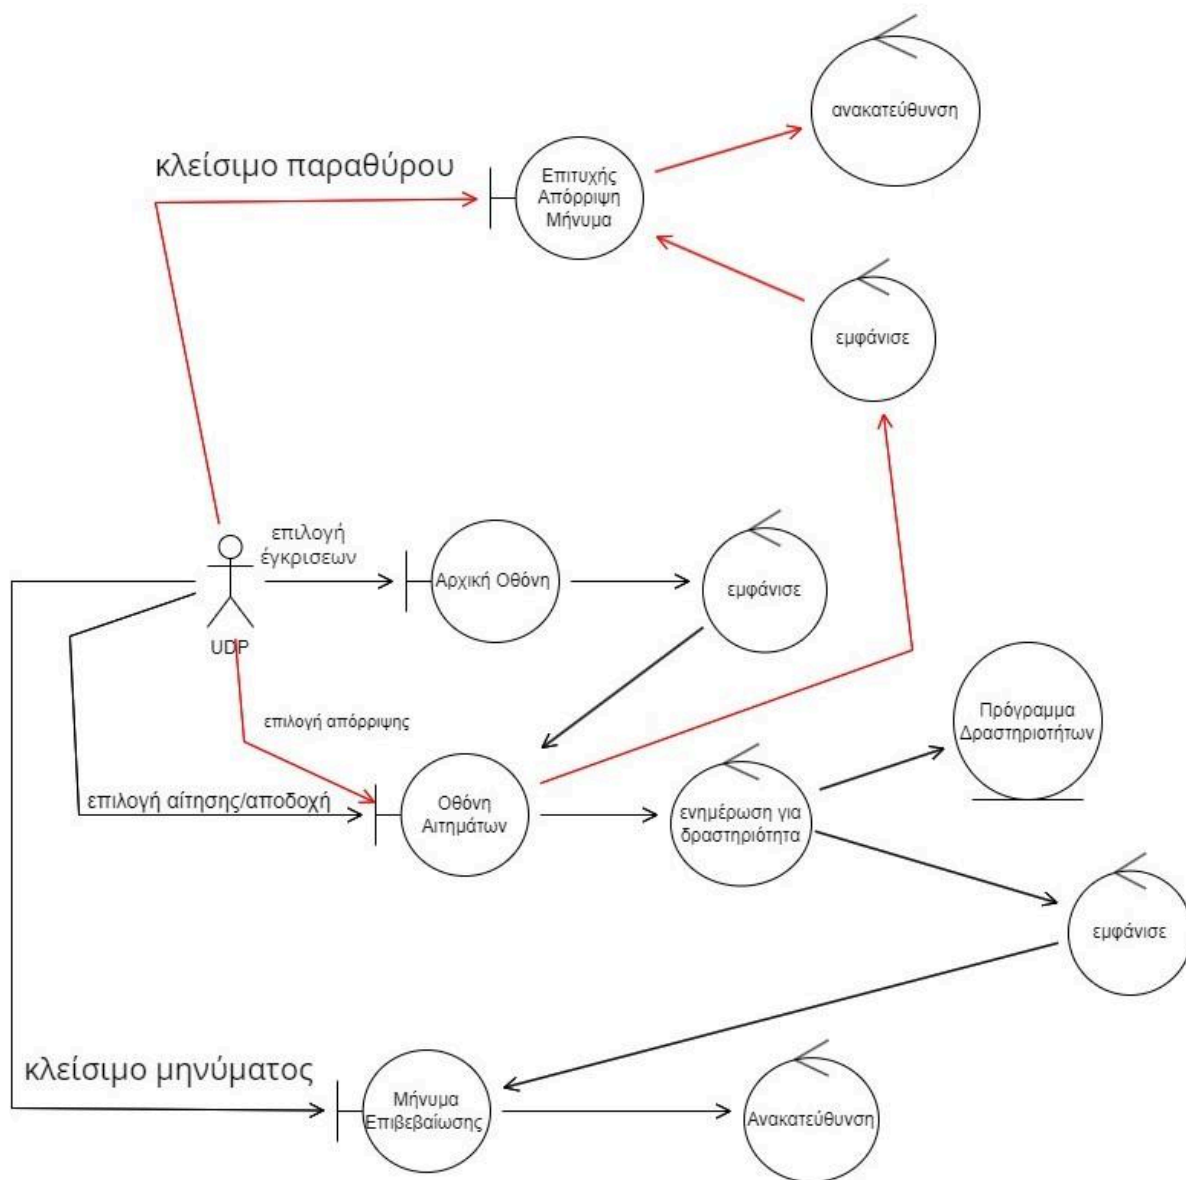 ανακατεύθυνση
κλείσιμο παραθύρου
Επιτυχής
Απόρριψη
Μήνυμα
εμφάνισε
επιλογή
έγκρισεων
Αρχική Οθόνη
εμφάνισε
UDP
επιλογή απόρριψης
Πρόγραμμα
Δραστηριοτήτων
επιλογή αίτησης/αποδοχή
Οθόνη
Αιτημάτων
ενημέρωση για
δραστηριότητα
εμφάνισε
κλείσιμο μηνύματος
Μήνυμα
Επιβεβαίωσης
Ανακατεύθυνση